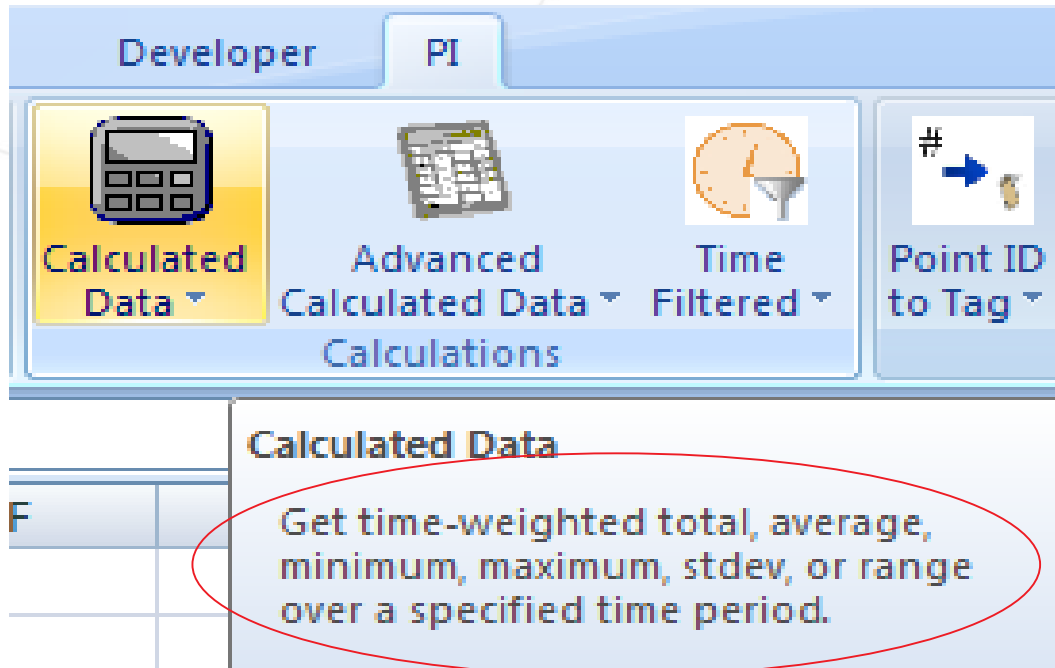 Developer PI
Calculated
Data
Advanced
Calculated Data
Time
Filtered
#
Point ID
to Tag
Calculations
Calculated Data
F
Get time-weighted total, average,
minimum, maximum, stdev, or range
over a specified time period.